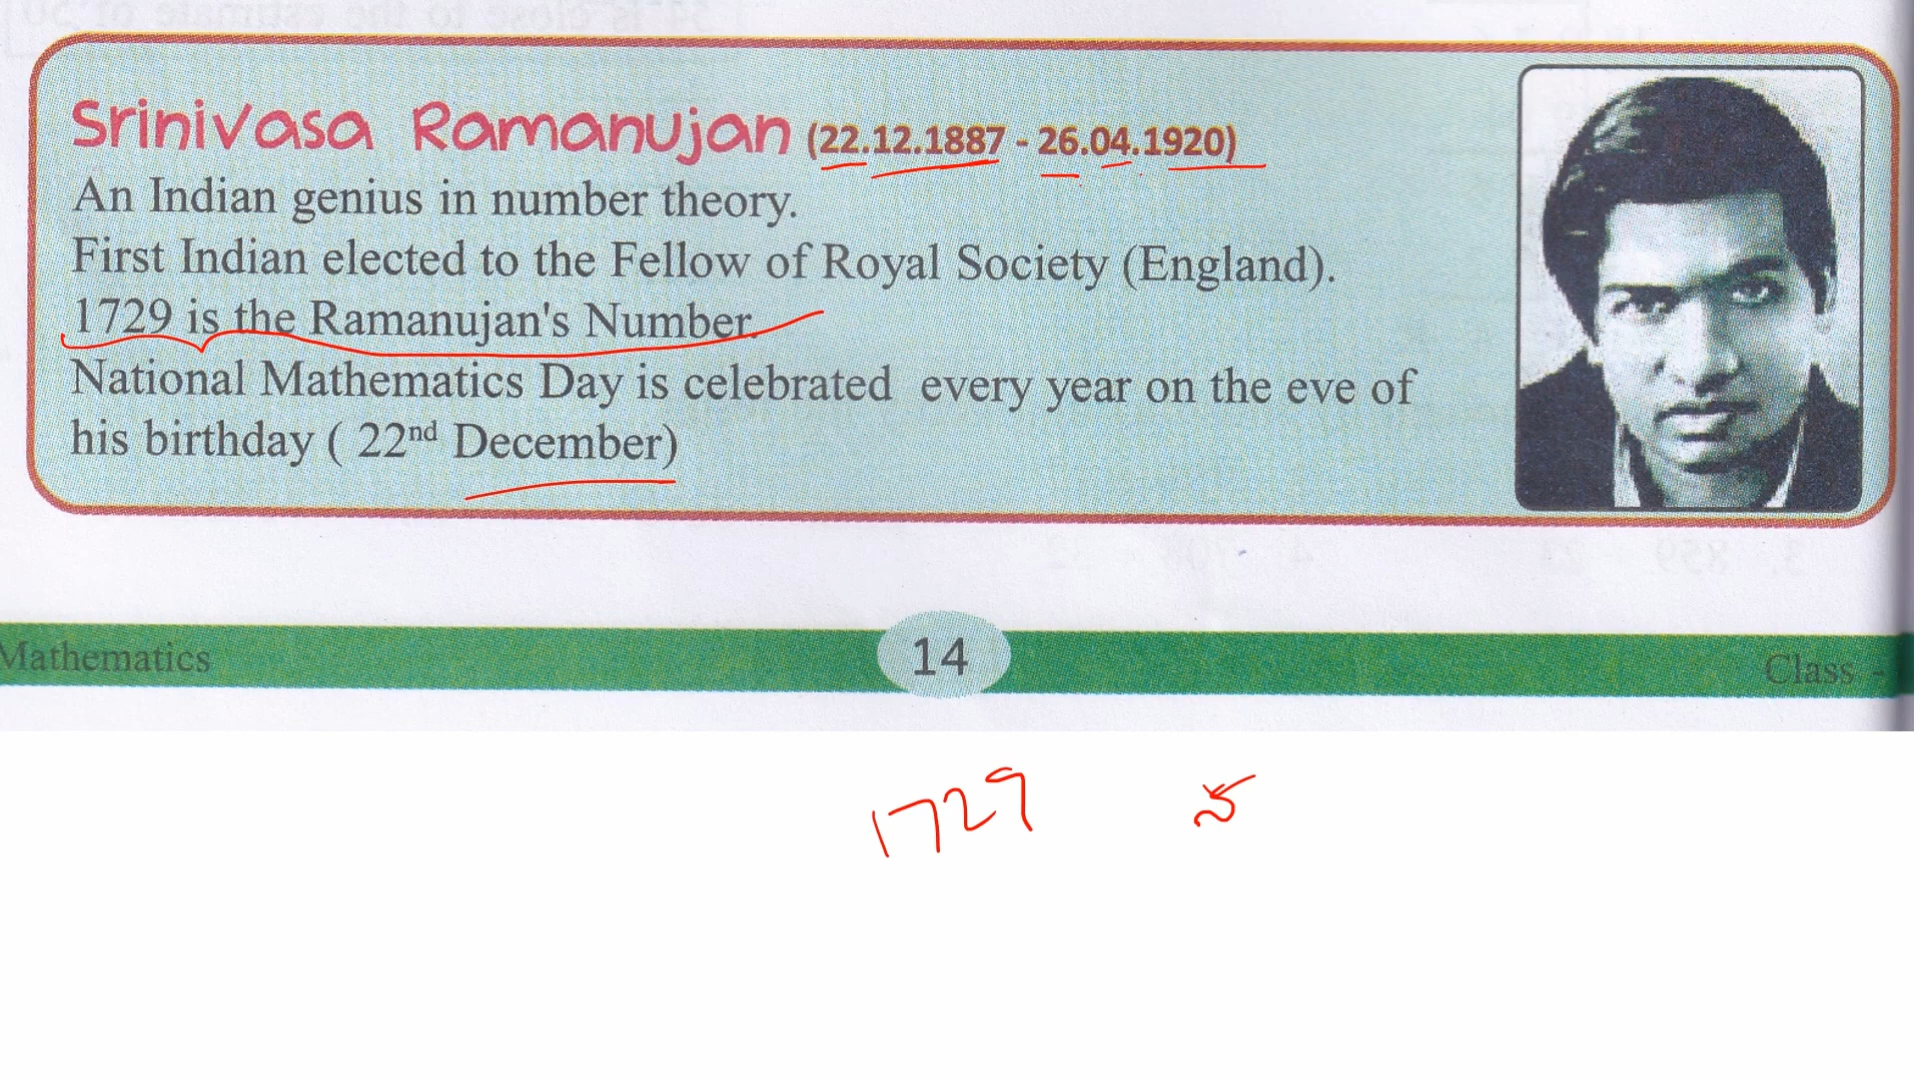 Srinivasa Ramanujan (22.12.1887 - 26.04.1920)
An Indian genius in number theory.
First Indian elected to the Fellow of Royal Society (England).
1729 is the Ramanujan's Number.
National Mathematics Day is celebrated every year on the eve of
his birthday ( 22nd December)
Mathematics 14 Class -
1729